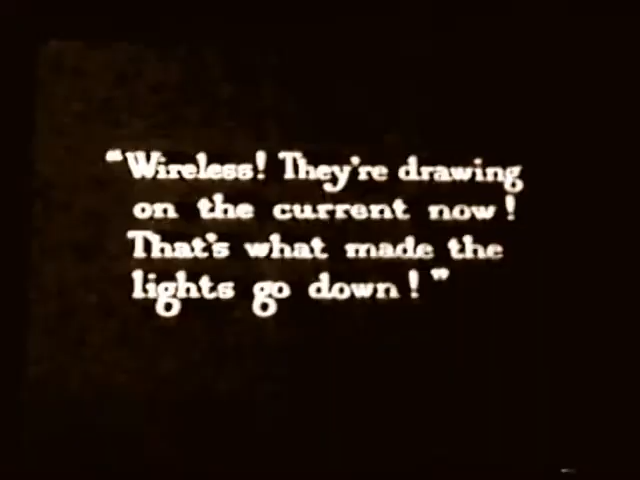 “Wireless! They're drawing
on the current now!
That's what made the
lights go down!”